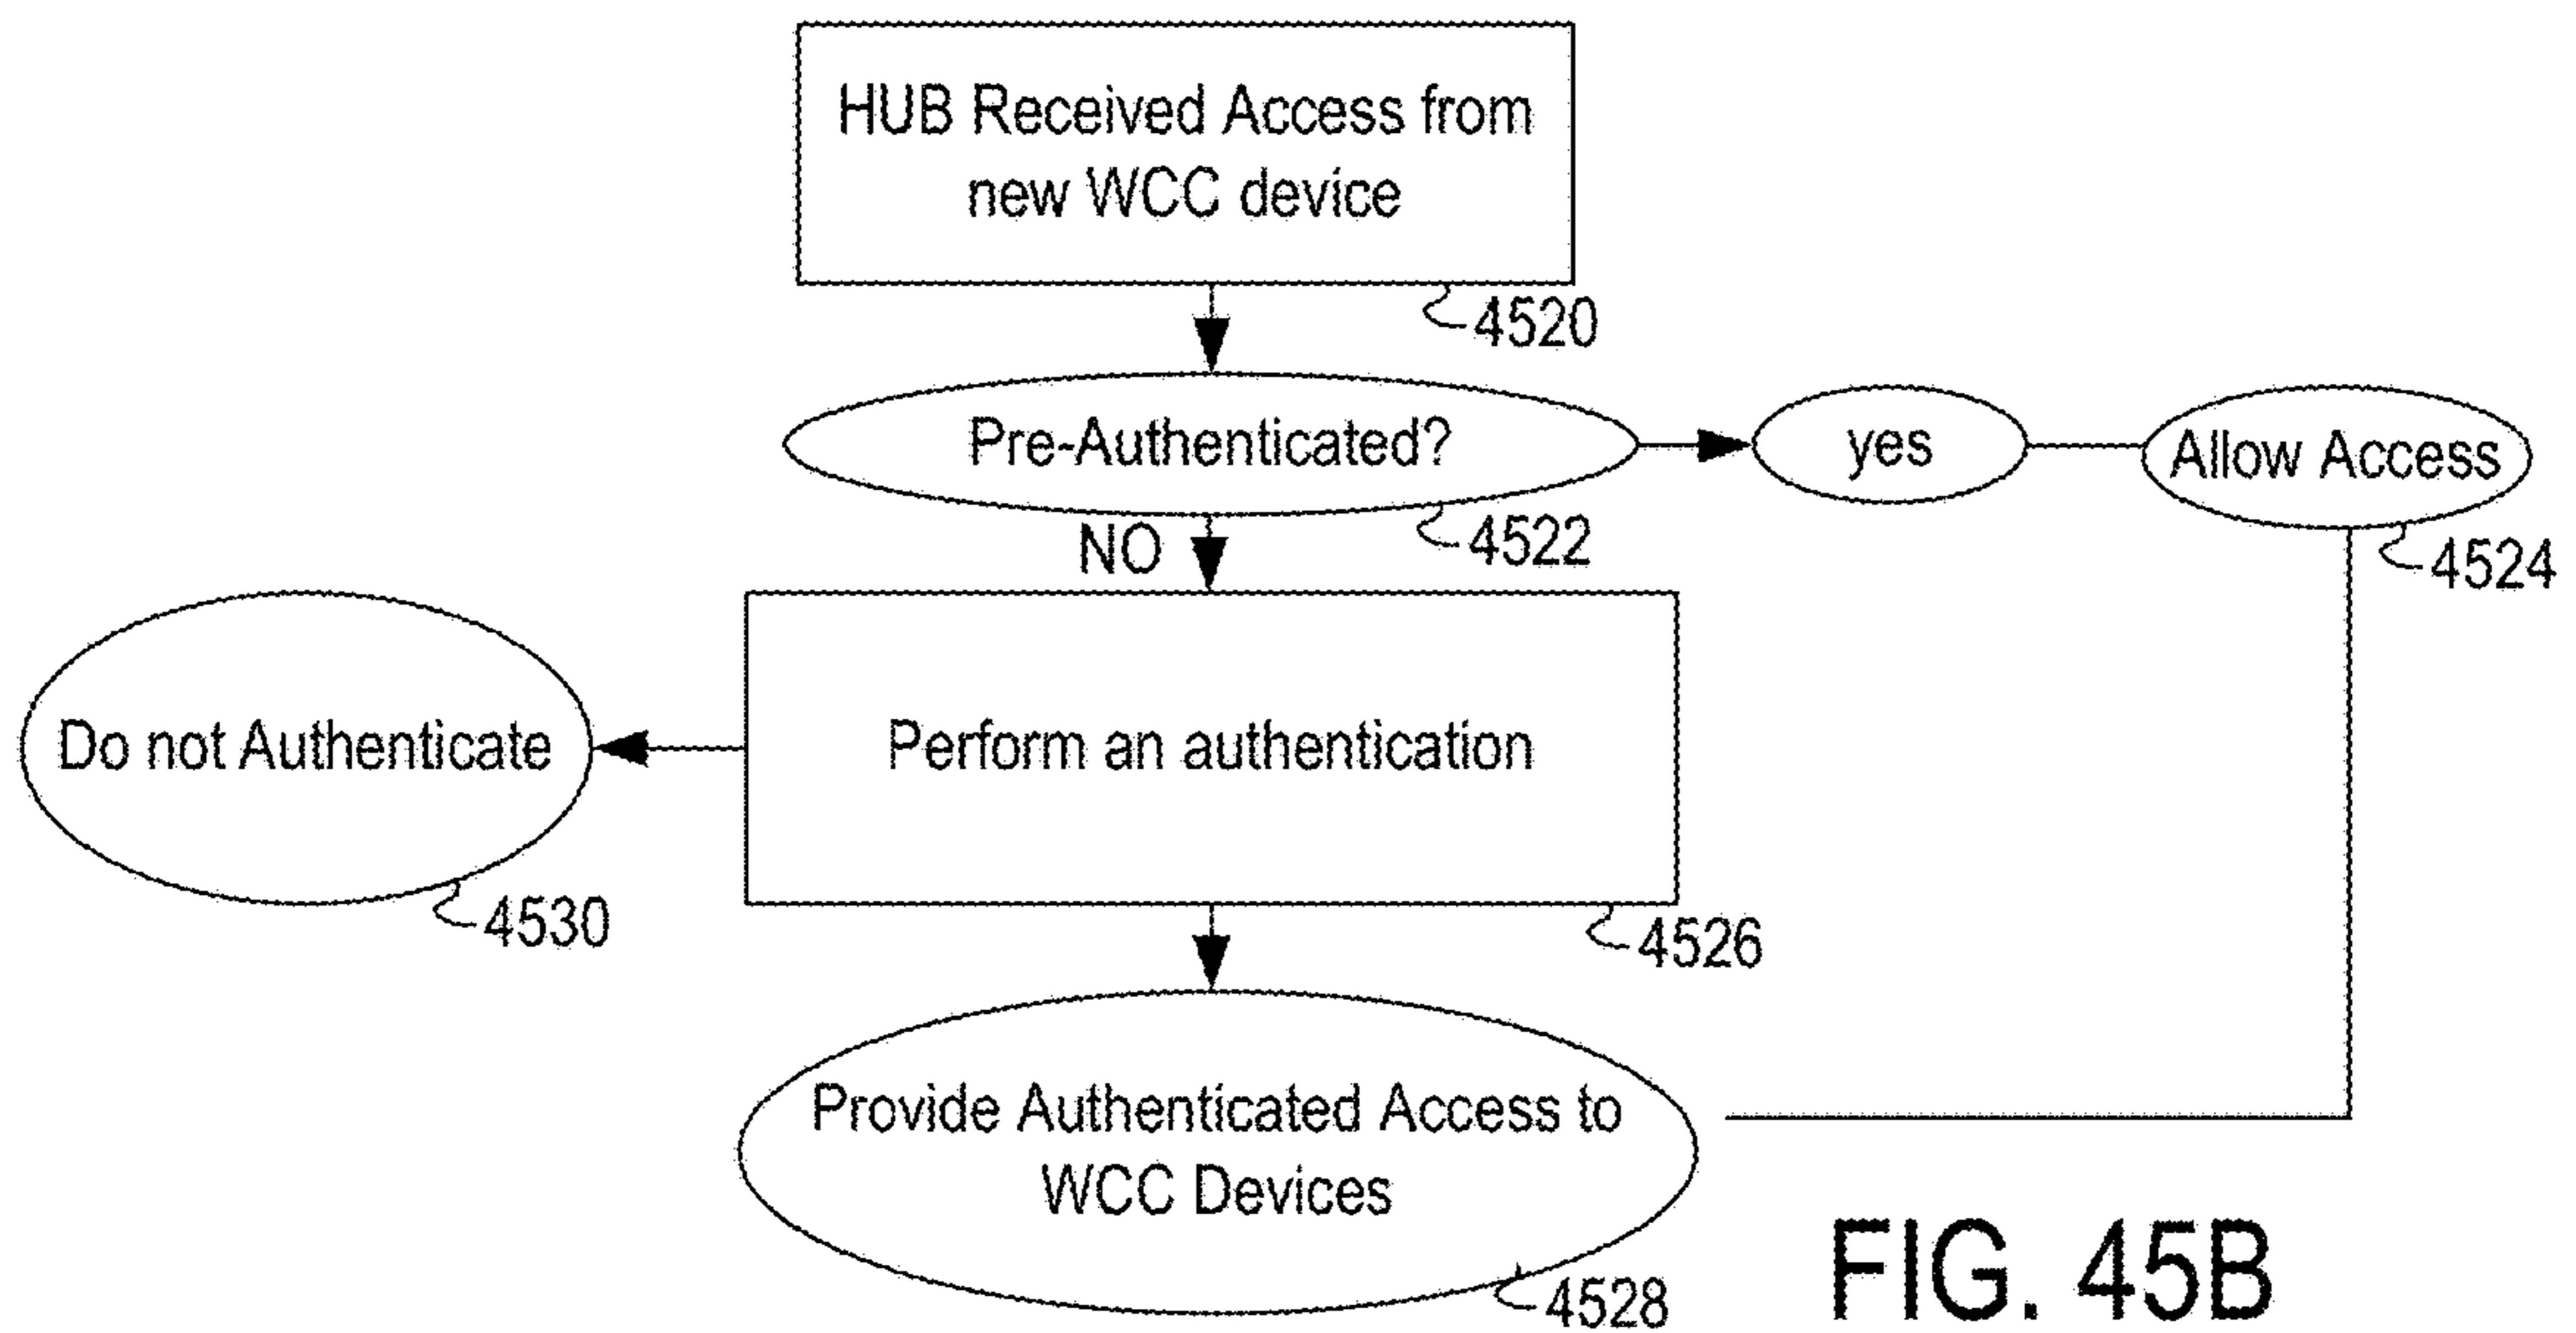 HUB Received Access from
new WCC device
4520
Pre-Authenticated?
yes
Allow Access
4522
4524
NO
Do not Authenticate
4530
Perform an authentication
4526
Provide Authenticated Access to
WCC Devices
4528
FIG. 45B